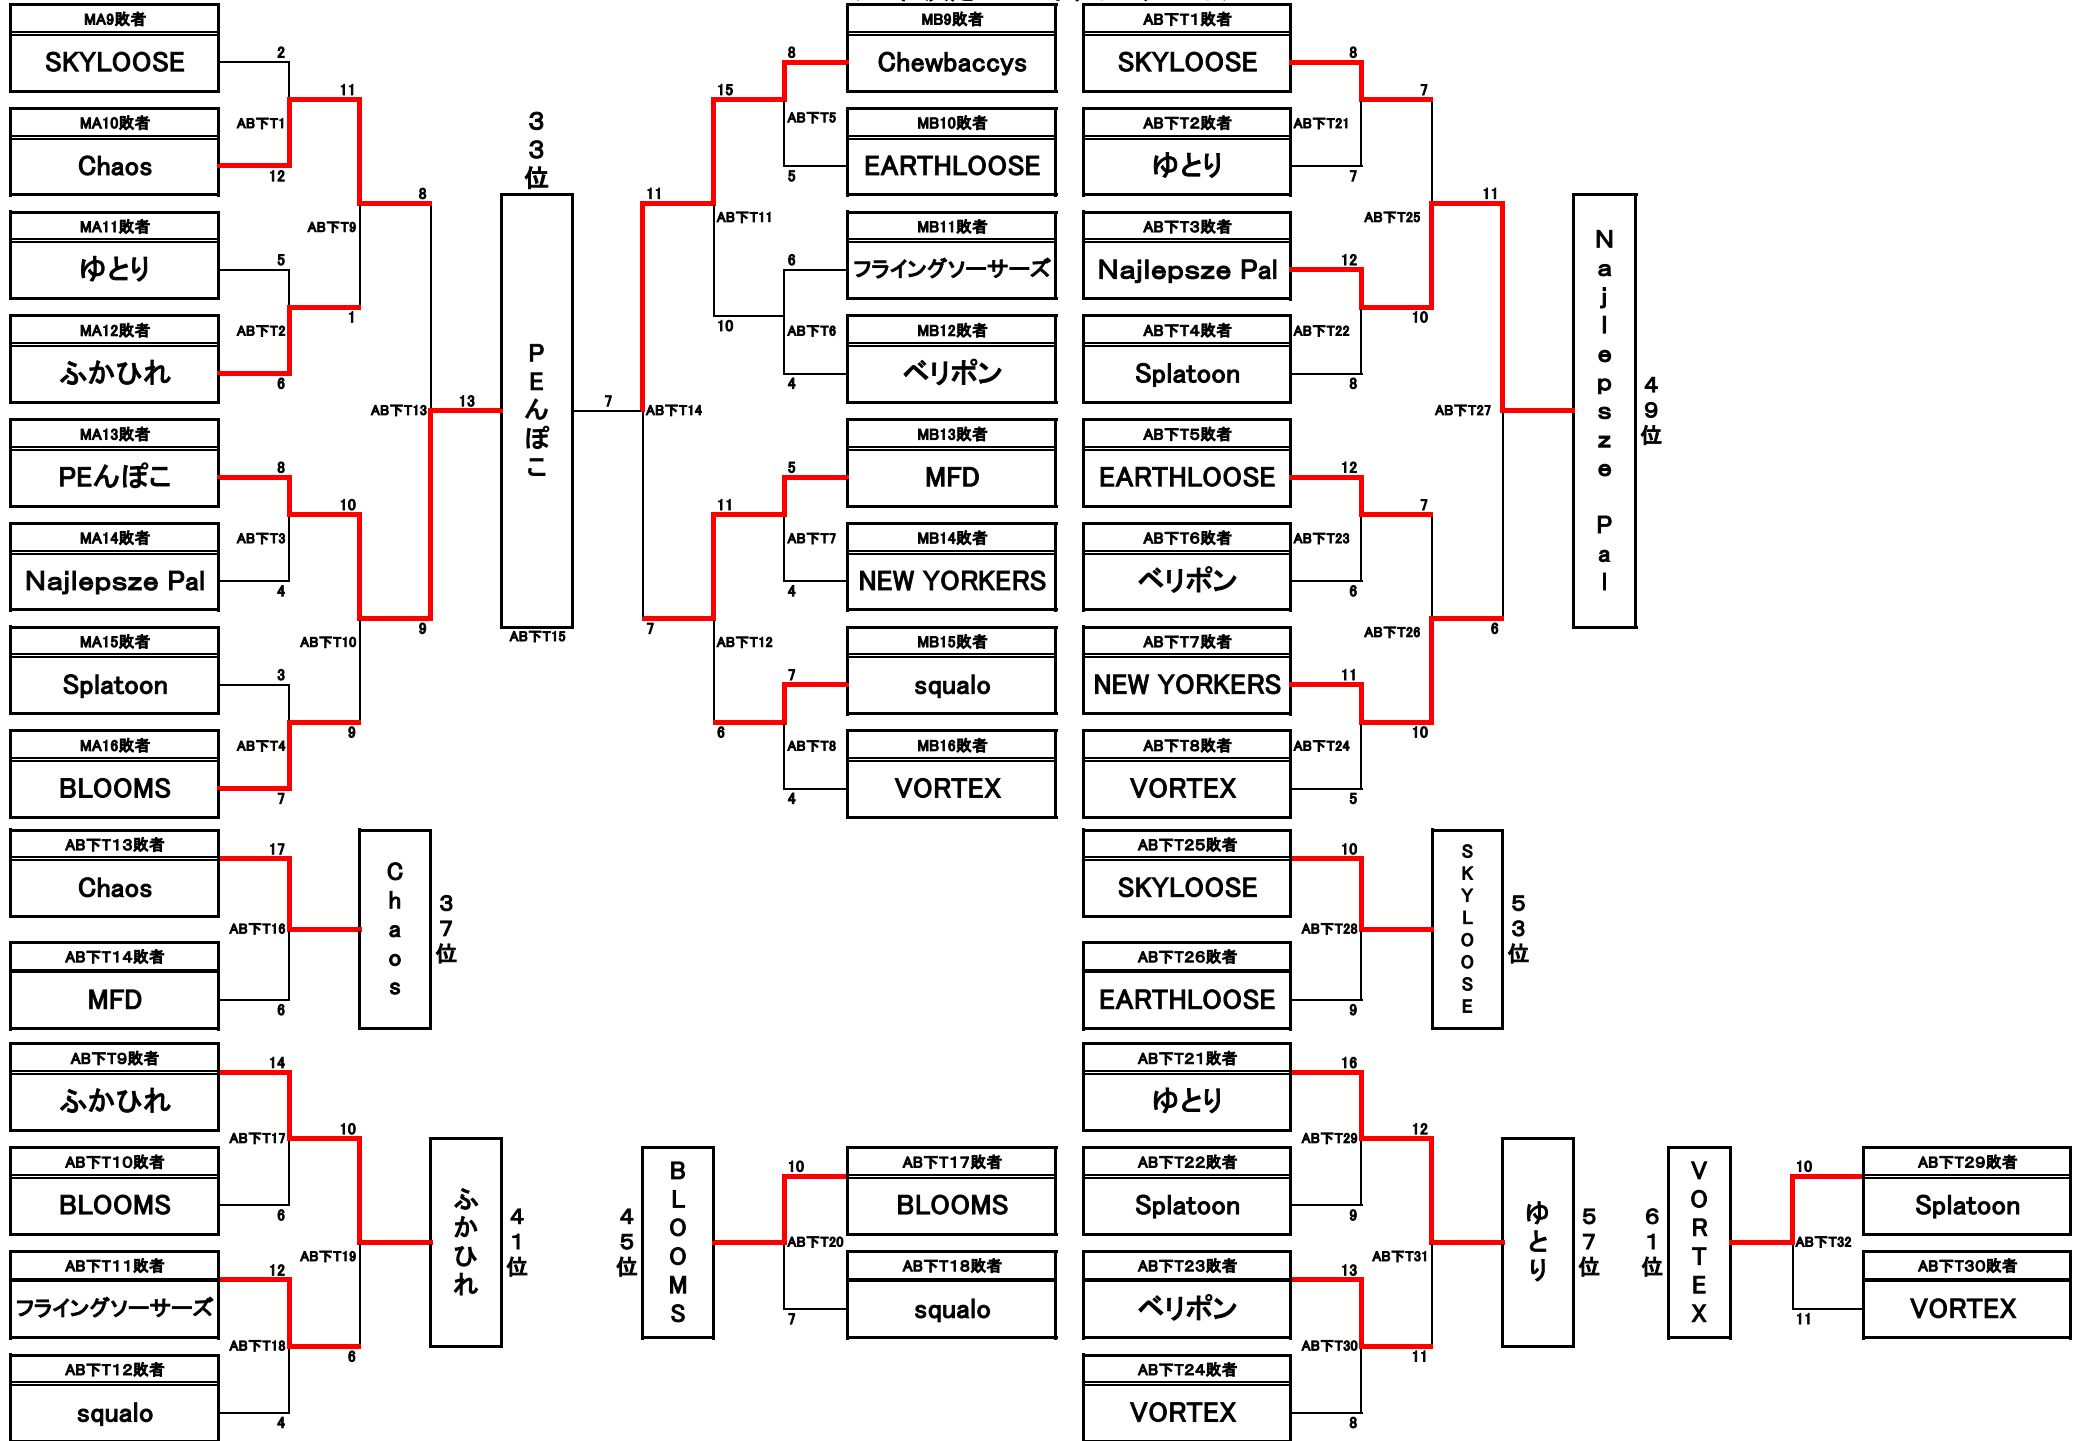 MA9敗者
SKYLOOSE
2
MA10敗者
Chaos
12
AB下T1
11
MA11敗者
ゆとり
5
MA12敗者
ふかひれ
6
AB下T2
1
AB下T9
8
MA13敗者
PEんぽこ
8
MA14敗者
Najlepsze Pal
4
AB下T3
10
MA15敗者
Splatoon
3
MA16敗者
BLOOMS
7
AB下T4
9
AB下T10
9
AB下T13
13
33位
PEんぽこ
AB下T15
7
AB下T14
11
7
AB下T11
15
10
AB下T12
11
6
MB9敗者
Chewbaccys
8
AB下T5
MB10敗者
EARTHLOOSE
5
MB11敗者
フライングソーサーズ
6
AB下T6
MB12敗者
ベリポン
4
MB13敗者
MFD
5
AB下T7
MB14敗者
NEW YORKERS
4
MB15敗者
squalo
7
AB下T8
MB16敗者
VORTEX
4
AB下T1敗者
SKYLOOSE
8
AB下T21
AB下T2敗者
ゆとり
7
7
AB下T3敗者
Najlepsze Pal
12
AB下T22
AB下T4敗者
Splatoon
8
10
AB下T25
11
AB下T5敗者
EARTHLOOSE
12
AB下T23
AB下T6敗者
ベリポン
6
7
AB下T7敗者
NEW YORKERS
11
AB下T24
AB下T8敗者
VORTEX
5
10
AB下T26
6
AB下T27
Najlepsze Pal
49位
AB下T13敗者
Chaos
17
AB下T16
AB下T14敗者
MFD
6
Chaos
37位
AB下T25敗者
SKYLOOSE
10
AB下T28
AB下T26敗者
EARTHLOOSE
9
SKYLOOSE
53位
AB下T9敗者
ふかひれ
14
AB下T17
AB下T10敗者
BLOOMS
6
10
AB下T11敗者
フライングソーサーズ
12
AB下T18
AB下T12敗者
squalo
4
6
AB下T19
ふかひれ
41位
45位
BLOOMS
10
AB下T17敗者
BLOOMS
AB下T20
AB下T18敗者
squalo
7
AB下T21敗者
ゆとり
16
AB下T29
AB下T22敗者
Splatoon
9
12
AB下T23敗者
ベリポン
13
AB下T30
AB下T24敗者
VORTEX
8
11
AB下T31
ゆとり
57位
61位
VORTEX
10
AB下T29敗者
Splatoon
AB下T32
AB下T30敗者
VORTEX
11